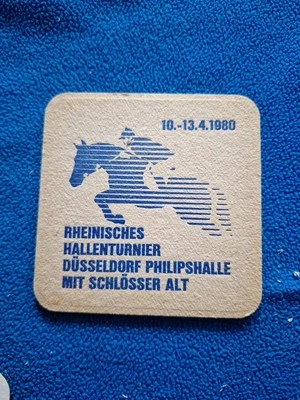 10.-13.4.1980
RHEINISCHES
HALLENTURNIER
DÜSSELDORF PHILIPSHALLE
MIT SCHLÖSSER ALT